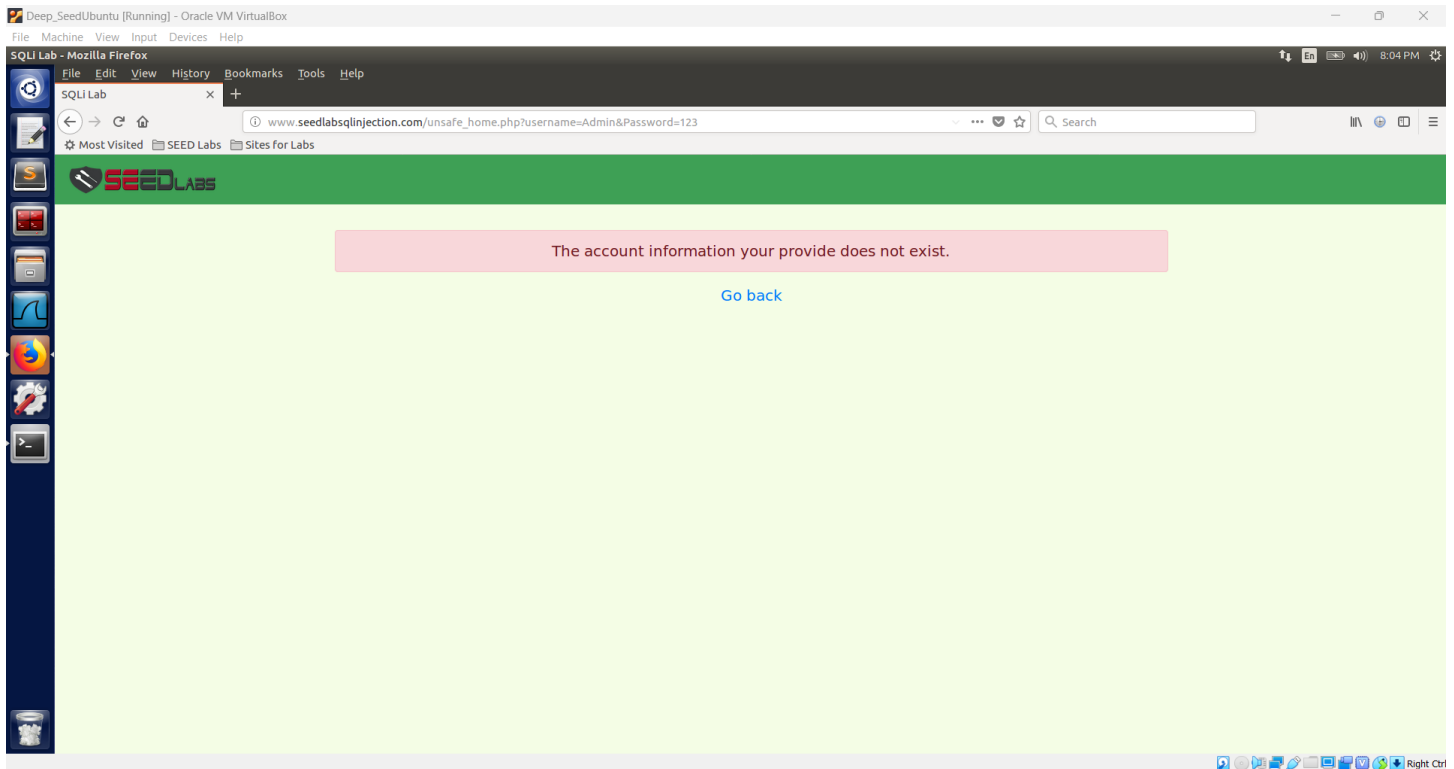 Deep_SeedUbuntu [Running] - Oracle VM VirtualBox
File Machine View Input Devices Help
SQLi Lab - Mozilla Firefox
En 8:04 PM
File Edit View History Bookmarks Tools Help
SQLi Lab
www.seedlabsqlinjection.com/unsafe_home.php?username=Admin&Password=123
Search
Most Visited SEED Labs Sites for Labs
SEEDLABS
The account information your provide does not exist.
Go back
Right Ctrl